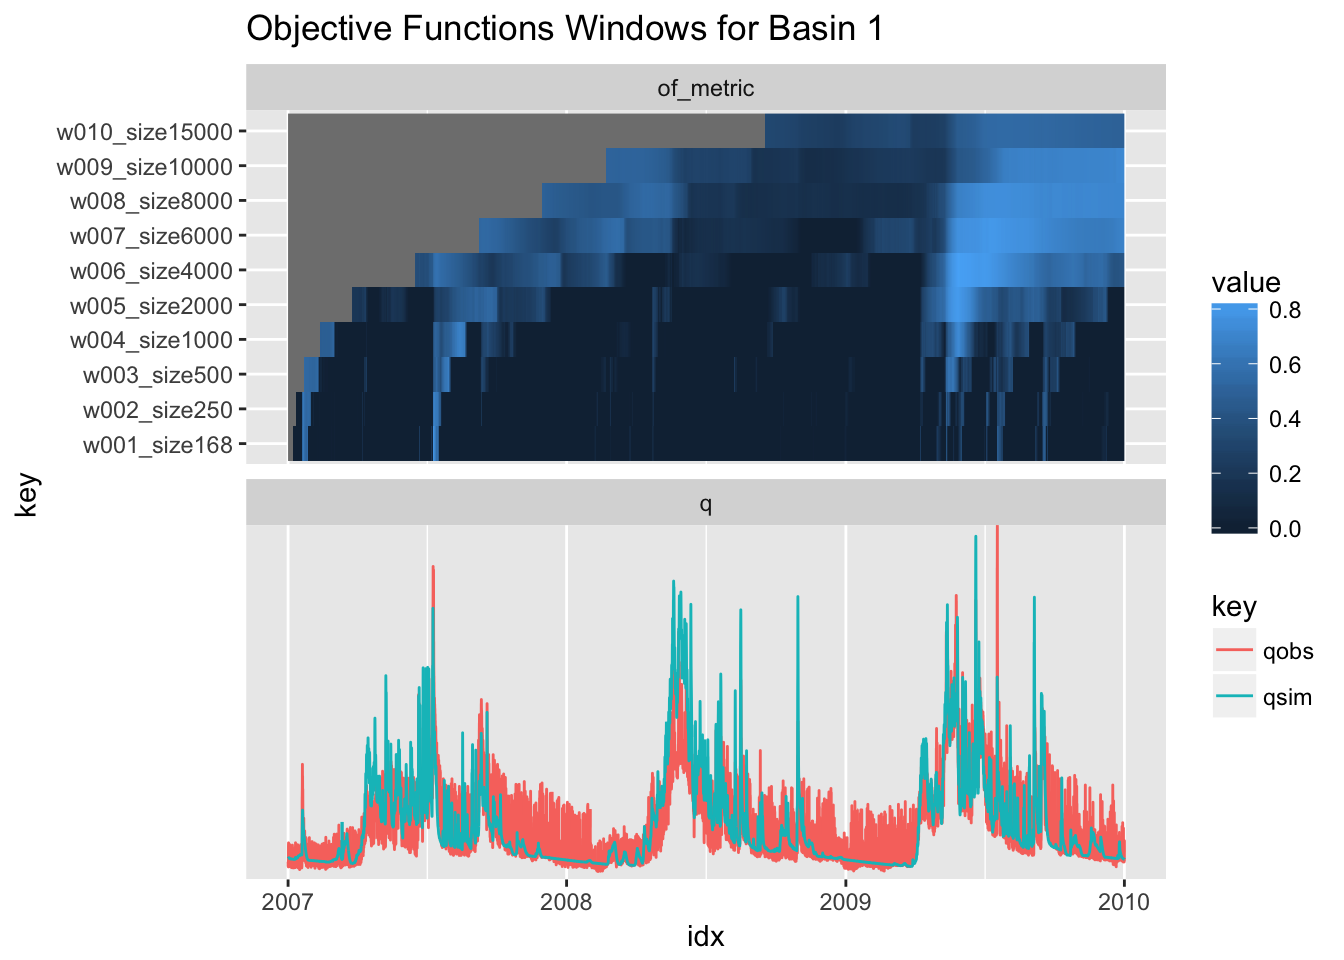 Objective Functions Windows for Basin 1
of_metric
w010_size15000
w009_size10000
w008_size8000
w007_size6000
w006_size4000
w005_size2000
w004_size1000
w003_size500
w002_size250
w001_size168
key
q
2007 2008 2009 2010
idx
value
0.8
0.6
0.4
0.2
0.0
key
qobs
qsim